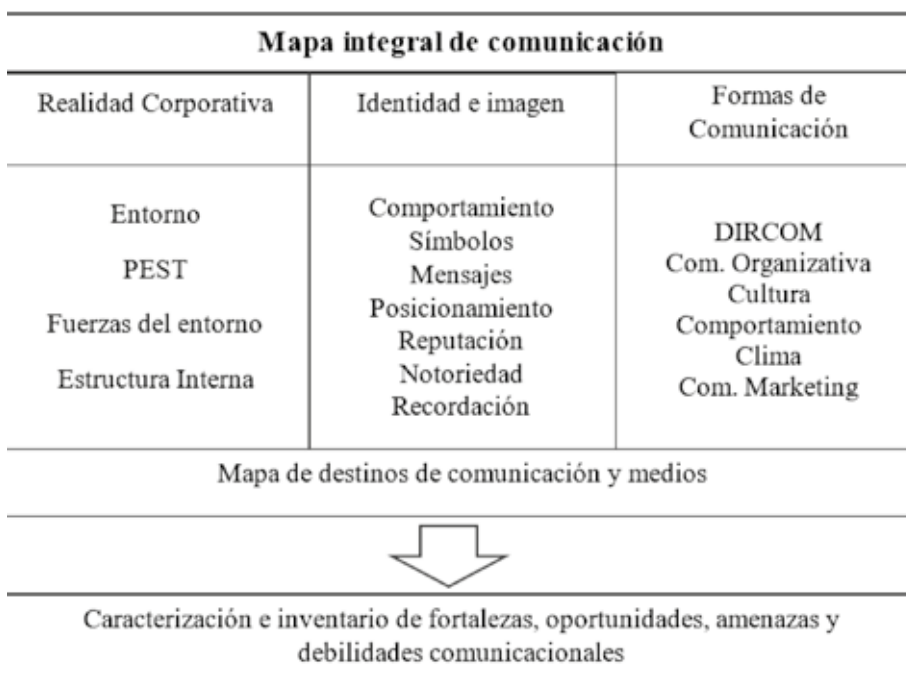 Mapa integral de comunicación
Realidad Corporativa
Identidad e imagen
Formas de
Comunicación
Entorno
PEST
Fuerzas del entorno
Estructura Interna
Comportamiento
Símbolos
Mensajes
Posicionamiento
Reputación
Notoriedad
Recordación
DIRCOM
Com. Organizativa
Cultura
Comportamiento
Clima
Com. Marketing
Mapa de destinos de comunicación y medios
Caracterización e inventario de fortalezas, oportunidades, amenazas y
debilidades comunicacionales